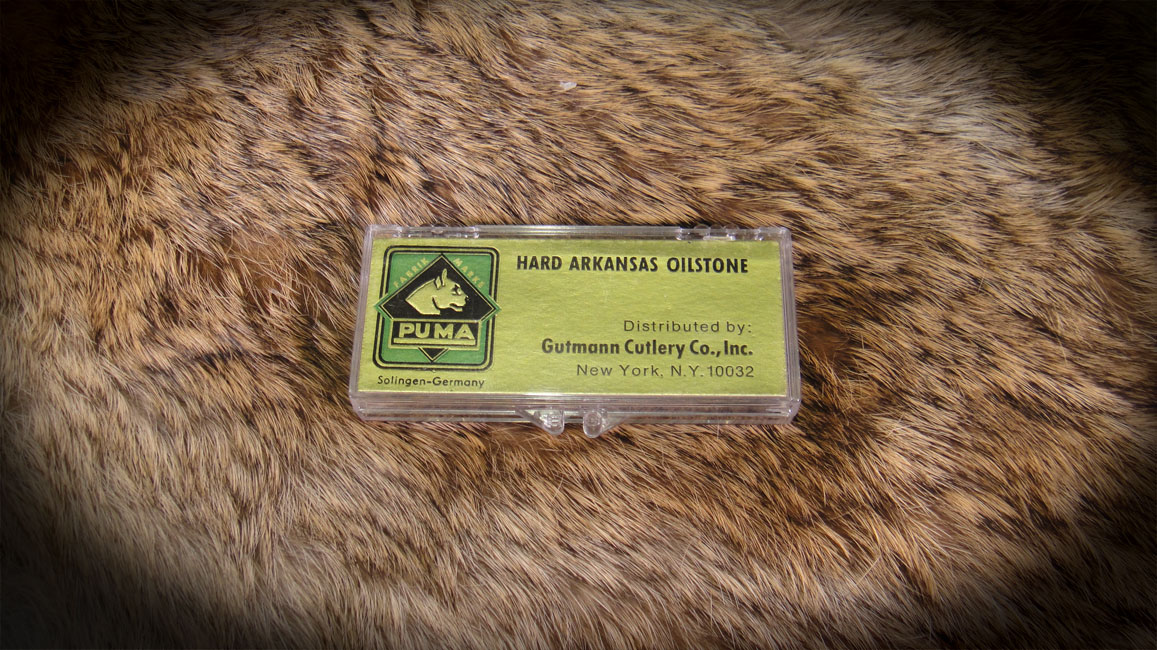 FABRIK MARKE
PUMA
Solingen-Germany
HARD ARKANSAS OILSTONE
Distributed by:
Gutmann Cutlery Co., Inc.
New York, N.Y. 10032